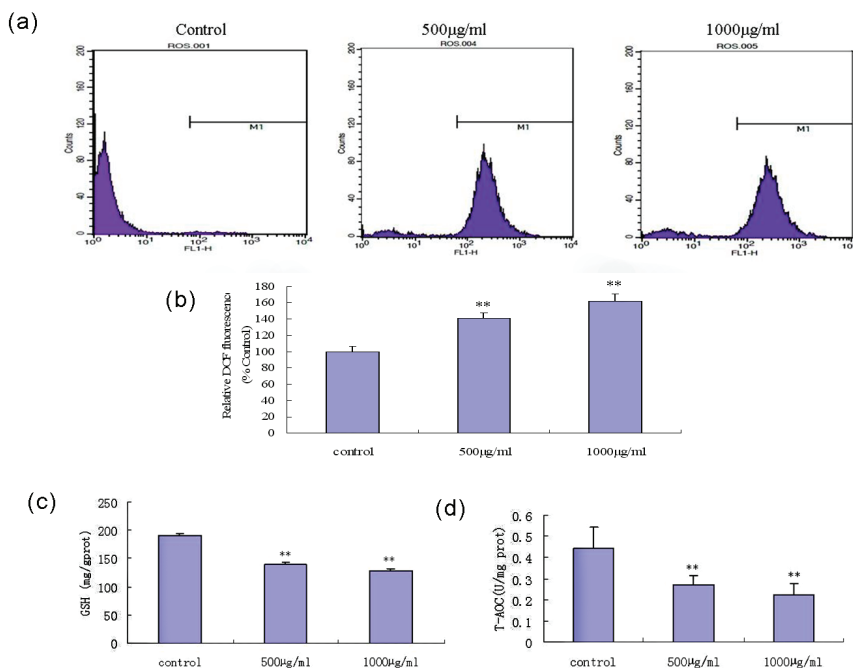 (a)
Control
500μg/ml
1000μg/ml
ROS.001
ROS.004
ROS.005
Counts
200
160
120
80
40
0
M1
10⁰ 10¹ 10² 10³ 10⁴
FL1-H
Counts
200
160
120
80
40
0
M1
10⁰ 10¹ 10² 10³ 10⁴
FL1-H
Counts
200
160
120
80
40
0
M1
10⁰ 10¹ 10² 10³
FL1-H
(b)
Relative DCF fluorescence
(% Control)
180
160
140
120
100
80
60
40
20
0
**
**
control 500μg/ml 1000μg/ml
(c)
GSH (mg/gprot)
250
200
150
100
50
0
**
**
control 500μg/ml 1000μg/ml
(d)
T-AOC(U/mg prot)
0.6
0.5
0.4
0.3
0.2
0.1
0
**
**
control 500μg/ml 1000μg/ml